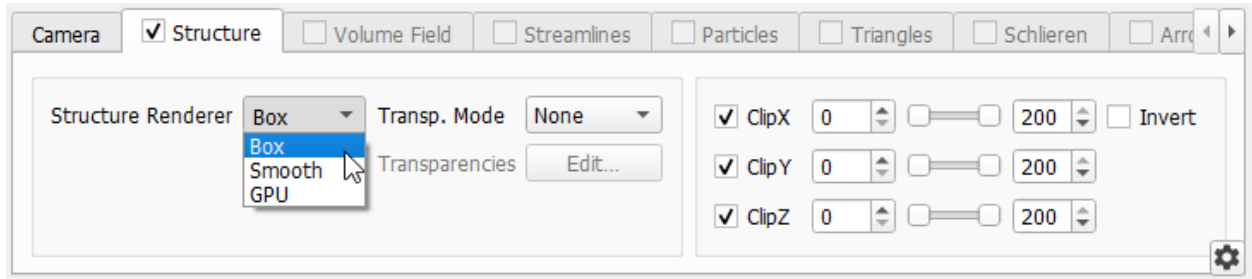 Camera Structure Volume Field Streamlines Particles Triangles Schlieren Arro
Structure Renderer Box Transp. Mode None
Box
Smooth
GPU
Transparencies Edit...
ClipX 0 200 Invert
ClipY 0 200
ClipZ 0 200